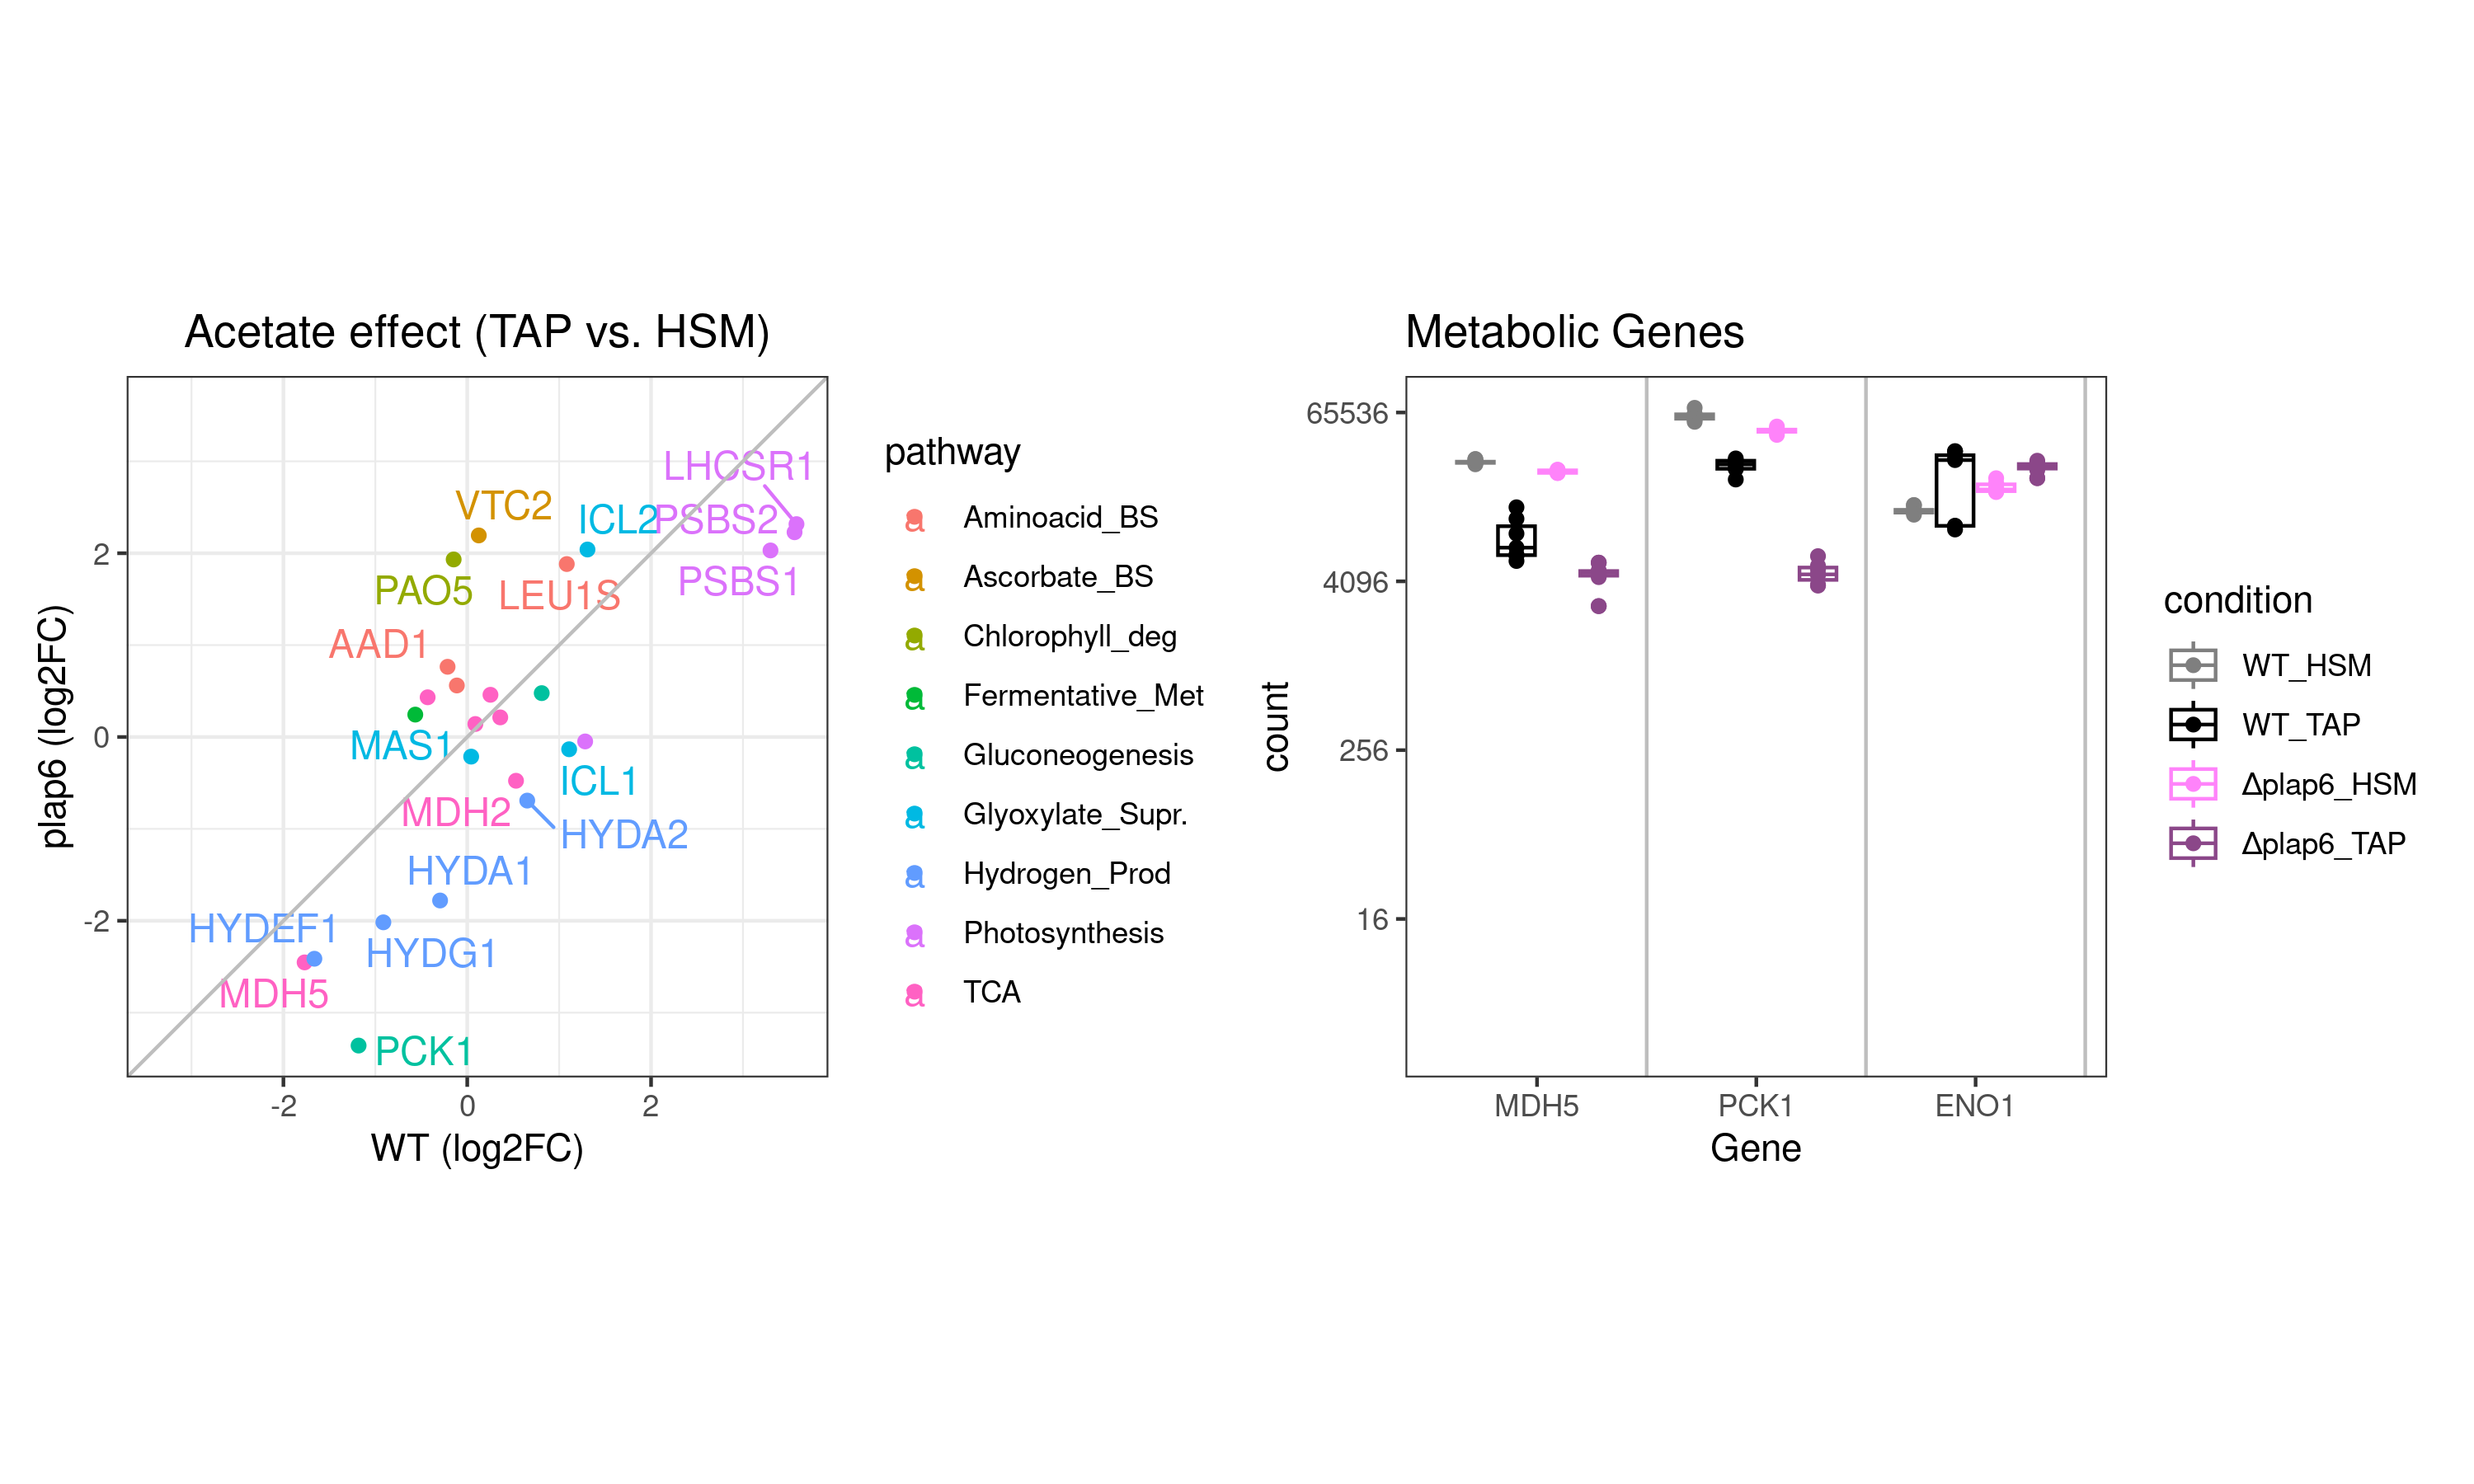 Acetate effect (TAP vs. HSM)
plap6 (log2FC)
2
0
-2
LHCSR1
VTC2
ICL2
PSBS2
PAO5
LEU1S
PSBS1
AAD1
MAS1
ICL1
MDH2
HYDA2
HYDA1
HYDEF1
HYDG1
MDH5
PCK1
-2
0
2
WT (log2FC)
pathway
a Aminoacid_BS
a Ascorbate_BS
a Chlorophyll_deg
a Fermentative_Met
a Gluconeogenesis
a Glyoxylate_Supr.
a Hydrogen_Prod
a Photosynthesis
a TCA
Metabolic Genes
count
65536
4096
256
16
MDH5
PCK1
ENO1
Gene
condition
WT_HSM
WT_TAP
Δplap6_HSM
Δplap6_TAP